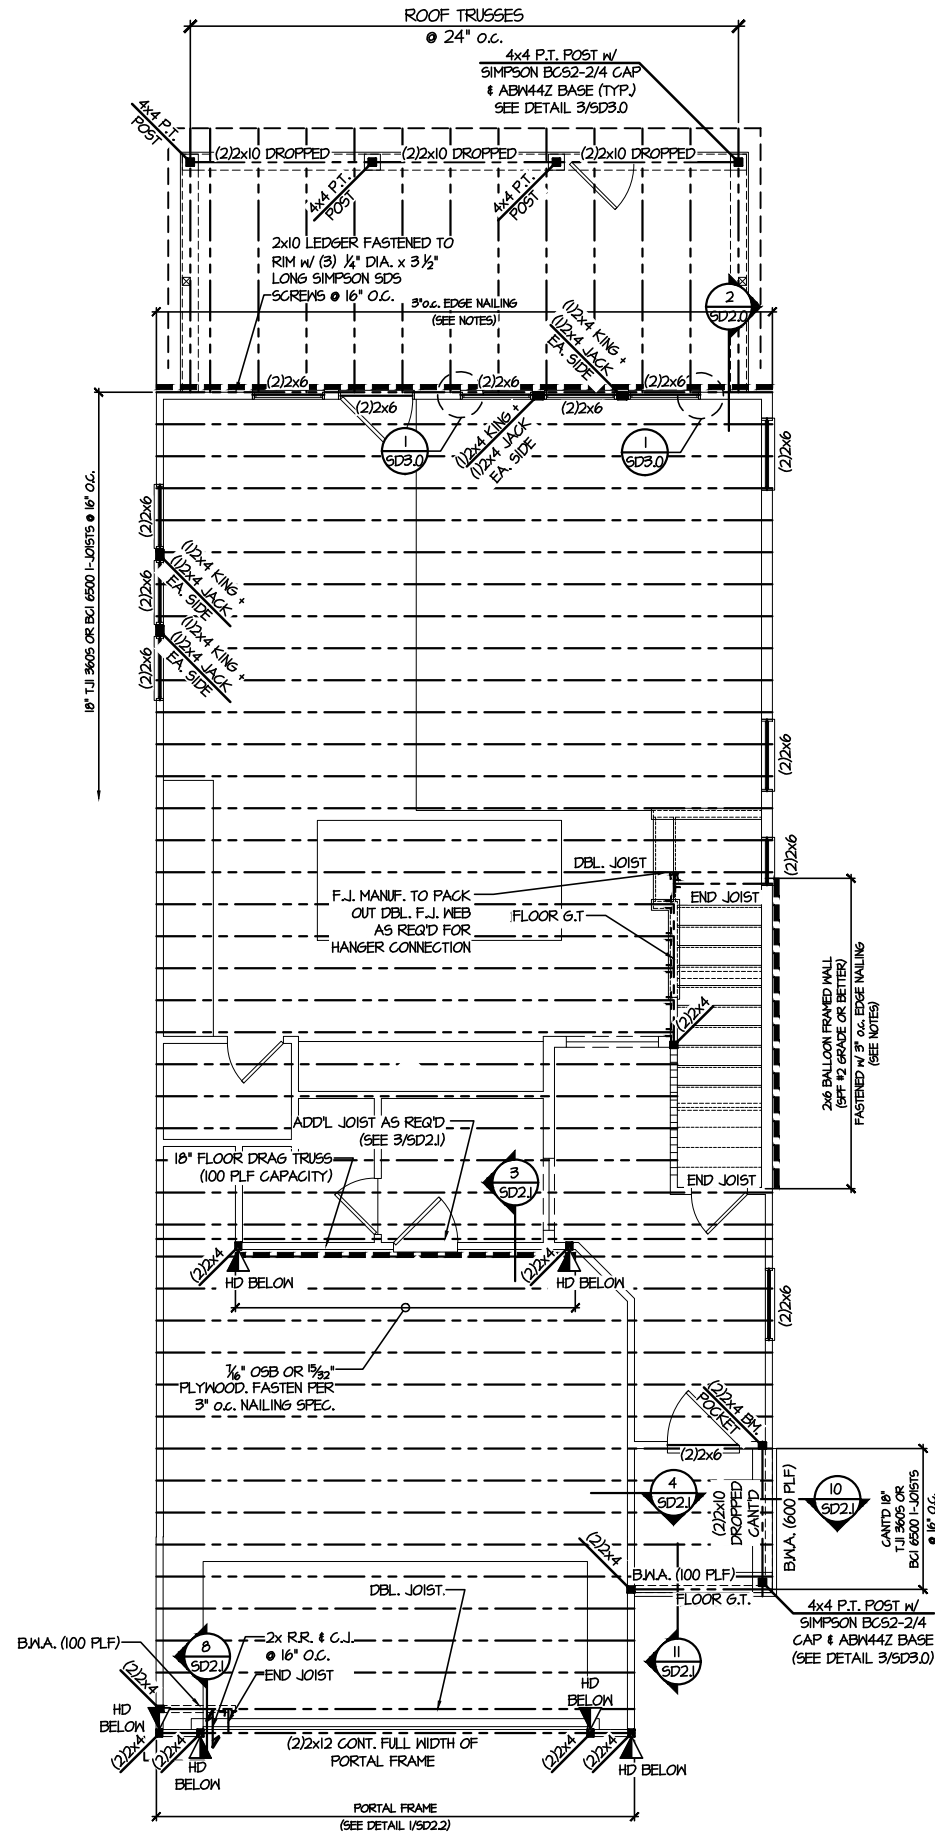 ROOF TRUSSES
@ 24" O.C.
4x4 P.T. POST W/
SIMPSON BCS2-2/4 CAP
& ABW44Z BASE (TYP.)
SEE DETAIL 3/SD3.0
4x4 P.T.
POST
(2)2x10 DROPPED
(2)2x10 DROPPED
(2)2x10 DROPPED
4x4 P.T.
POST
4x4 P.T.
POST
2x10 LEDGER FASTENED TO
RIM W/ (3) 1/4" DIA. x 3 1/2"
LONG SIMPSON SDS
SCREWS @ 16" O.C.
3"o.c. EDGE NAILING
(SEE NOTES)
2
SD2.0
(1)2x4 KING +
(1)2x4 JACK
EA. SIDE
(2)2x6
(2)2x6
(2)2x6
(2)2x6
(2)2x6
(1)2x4 KING +
(1)2x4 JACK
EA. SIDE
1
SD3.0
1
SD3.0
(2)2x6
18" TJI 360S OR BCI 6500 I-JOISTS @ 16" O.C.
(2)2x6
(1)2x4 KING +
(1)2x4 JACK
EA. SIDE
(2)2x6
(1)2x4 KING +
(1)2x4 JACK
EA. SIDE
(2)2x6
(2)2x6
(2)2x6
DBL. JOIST
END JOIST
F.J. MANUF. TO PACK
OUT DBL. F.J. WEB
AS REQ'D FOR
HANGER CONNECTION
FLOOR G.T
(2)2x4
2x6 BALLOON FRAMED WALL
(SPF #2 GRADE OR BETTER)
FASTENED W/ 3" O.C. EDGE NAILING
(SEE NOTES)
ADD'L JOIST AS REQ'D
(SEE 3/SD2.1)
18" FLOOR DRAG TRUSS
(100 PLF CAPACITY)
3
SD2.1
END JOIST
(2)2x4
HD BELOW
(2)2x4
HD BELOW
(2)2x6
7/16" OSB OR 15/32"
PLYWOOD. FASTEN PER
3" o.c. NAILING SPEC.
(2)2x4 BM.
POCKET
(2)2x6
4
SD2.1
(2)2x10
DROPPED
CANT'D
B.W.A. (600 PLF)
10
SD2.1
CANT'D 18"
TJI 360S OR
BCI 6500 I-JOISTS
@ 16" O.C.
(2)2x4
B.W.A. (100 PLF)
FLOOR G.T.
DBL. JOIST
4x4 P.T. POST W/
SIMPSON BCS2-2/4
CAP & ABW44Z BASE
(SEE DETAIL 3/SD3.0)
B.W.A. (100 PLF)
8
SD2.1
2x R.R. & C.J.
@ 16" O.C.
END JOIST
11
SD2.1
(2)2x4
HD
BELOW
HD
BELOW
(2)2x4
(2)2x4
HD
BELOW
(2)2x12 CONT. FULL WIDTH OF
PORTAL FRAME
(2)2x4
(2)2x4
HD BELOW
PORTAL FRAME
(SEE DETAIL 1/SD2.2)